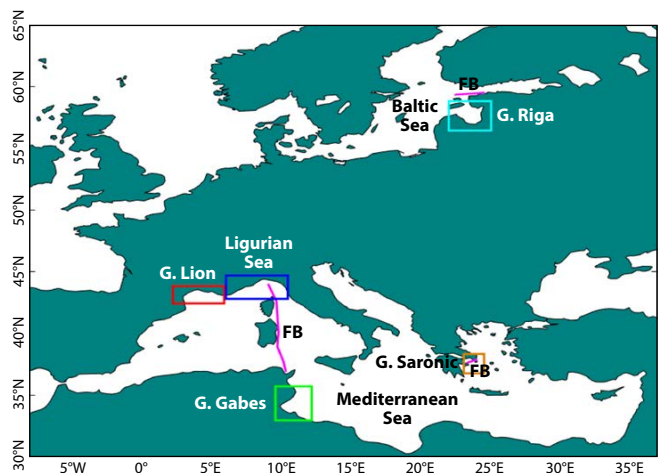 65°N
60°N
55°N
50°N
45°N
40°N
35°N
30°N
FB
Baltic
Sea
G. Riga
Ligurian
Sea
G. Lion
FB
G. Saronic
FB
G. Gabes
Mediterranean
Sea
5°W
0°
5°E
10°E
15°E
20°E
25°E
30°E
35°E